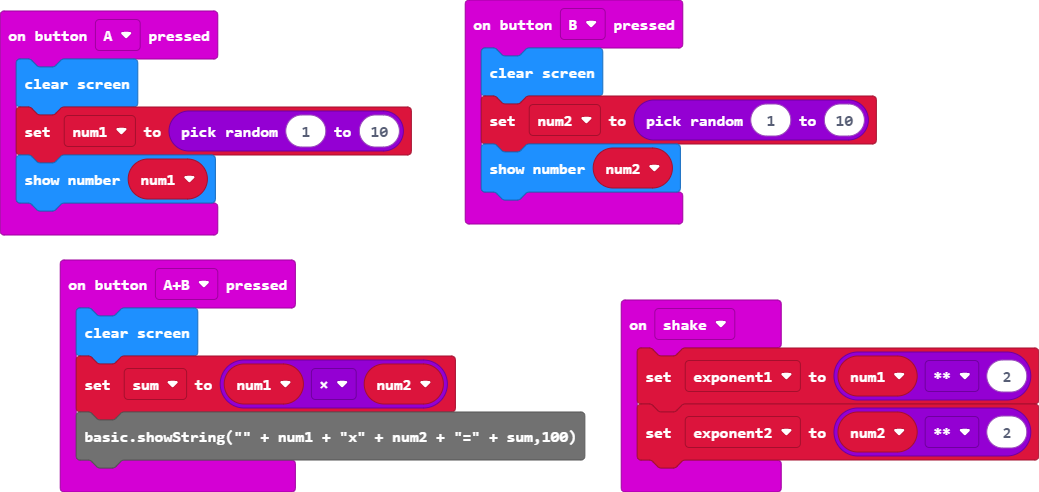 on button A pressed
clear screen
set num1 to pick random 1 to 10
show number num1
on button B pressed
clear screen
set num2 to pick random 1 to 10
show number num2
on button A+B pressed
clear screen
set sum to num1 × num2
basic.showString("" + num1 + "x" + num2 + "=" + sum,100)
on shake
set exponent1 to num1 ** 2
set exponent2 to num2 ** 2